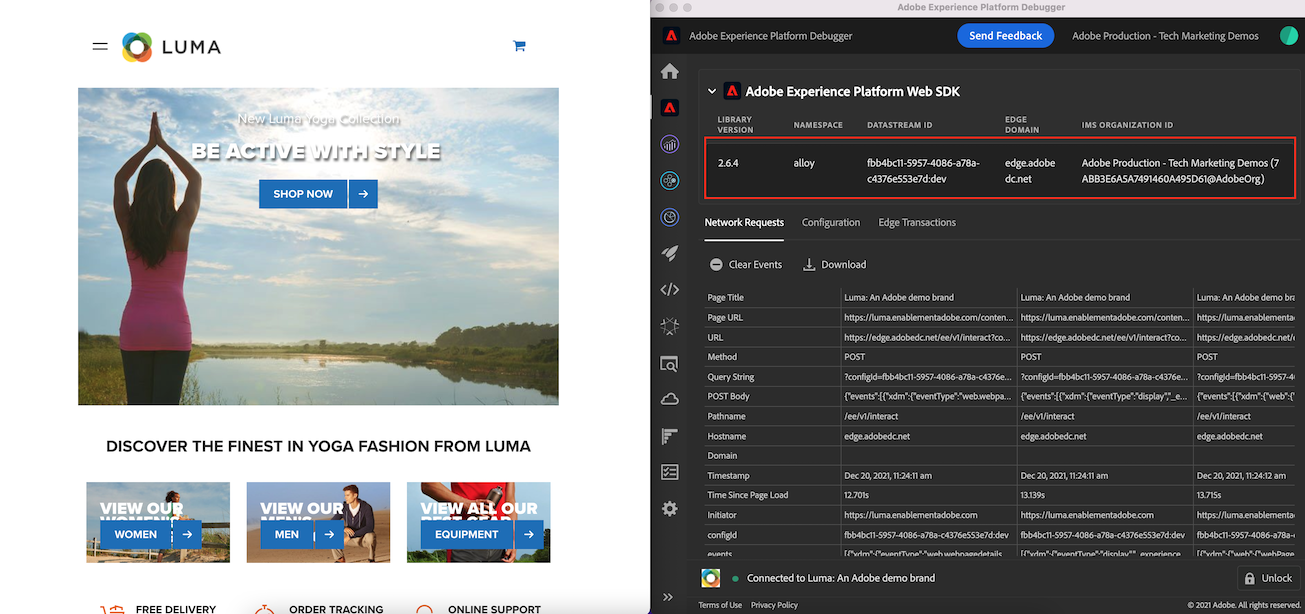 LUMA
New Luma Yoga Collection
BE ACTIVE WITH STYLE
SHOP NOW
DISCOVER THE FINEST IN YOGA FASHION FROM LUMA
VIEW OUR
WOMEN'S
WOMEN
VIEW OUR
MEN'S
MEN
VIEW ALL OUR
BEST GEAR
EQUIPMENT
FREE DELIVERY
ORDER TRACKING
ONLINE SUPPORT
Adobe Experience Platform Debugger
Adobe Experience Platform Debugger
Send Feedback
Adobe Production - Tech Marketing Demos
Adobe Experience Platform Web SDK
LIBRARY
VERSION
NAMESPACE
DATASTREAM ID
EDGE
DOMAIN
IMS ORGANIZATION ID
2.6.4
alloy
fbb4bc11-5957-4086-a78a-
c4376e553e7d:dev
edge.adobe
dc.net
Adobe Production - Tech Marketing Demos (7
ABB3E6A5A7491460A495D61@AdobeOrg)
Network Requests Configuration Edge Transactions
Clear Events Download
Page Title Luma: An Adobe demo brand Luma: An Adobe demo brand Luma: An Adobe demo bra
Page URL https://luma.enablementadobe.com/conten... https://luma.enablementadobe.com/conten... https://luma.enablementa
URL https://edge.adobedc.net/ee/v1/interact?co... https://edge.adobedc.net/ee/v1/interact?co... https://edge.adobedc.net/
Method POST POST POST
Query String ?configId=fbb4bc11-5957-4086-a78a-c4376e... ?configId=fbb4bc11-5957-4086-a78a-c4376e... ?configId=fbb4bc11-5957-4
POST Body {"events":[{"xdm":{"eventType":"web.webpa... {"events":[{"xdm":{"eventType":"display","_e... {"events":[{"xdm":{"web":{"
Pathname /ee/v1/interact /ee/v1/interact /ee/v1/interact
Hostname edge.adobedc.net edge.adobedc.net edge.adobedc.net
Domain
Timestamp Dec 20, 2021, 11:24:11 am Dec 20, 2021, 11:24:11 am Dec 20, 2021, 11:24:12 am
Time Since Page Load 12.701s 13.139s 13.715s
Initiator https://luma.enablementadobe.com https://luma.enablementadobe.com https://luma.enablementa
configId fbb4bc11-5957-4086-a78a-c4376e553e7d:dev fbb4bc11-5957-4086-a78a-c4376e553e7d:dev fbb4bc11-5957-4086-a78a
events [{"xdm":{"eventType":"web.webpagedetails. [{"xdm":{"eventType":"display","_experience. [{"xdm":{"web":{"webPage
Connected to Luma: An Adobe demo brand
Unlock
Terms of Use Privacy Policy
© 2021 Adobe. All rights reserved.